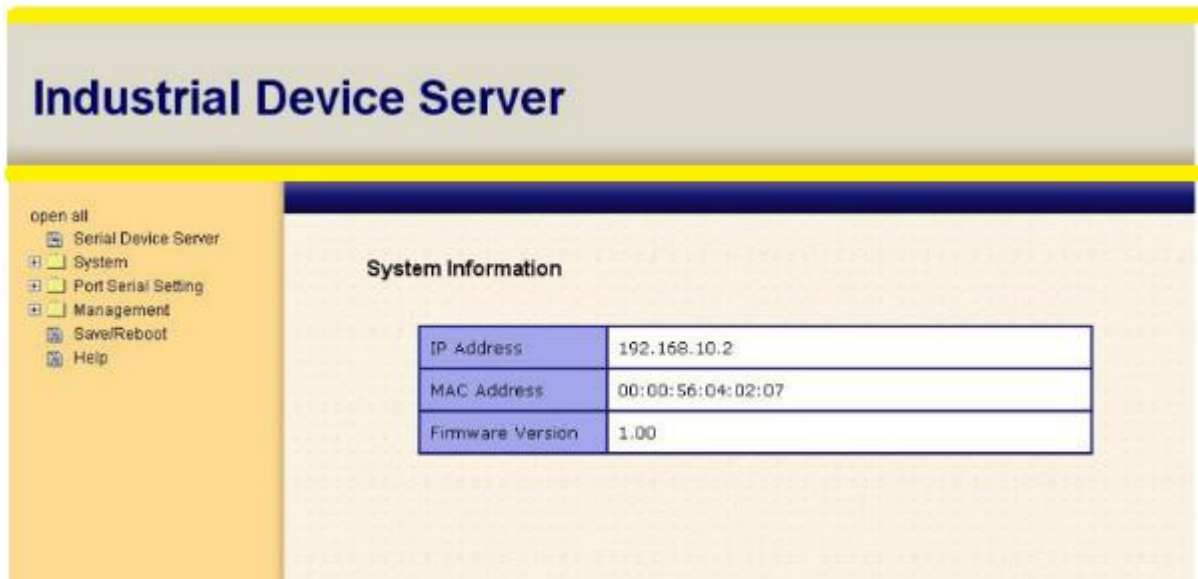 Industrial Device Server
open all
Serial Device Server
System
Port Serial Setting
Management
Save/Reboot
Help
System Information
IP Address 192.168.10.2
MAC Address 00:00:56:04:02:07
Firmware Version 1.00